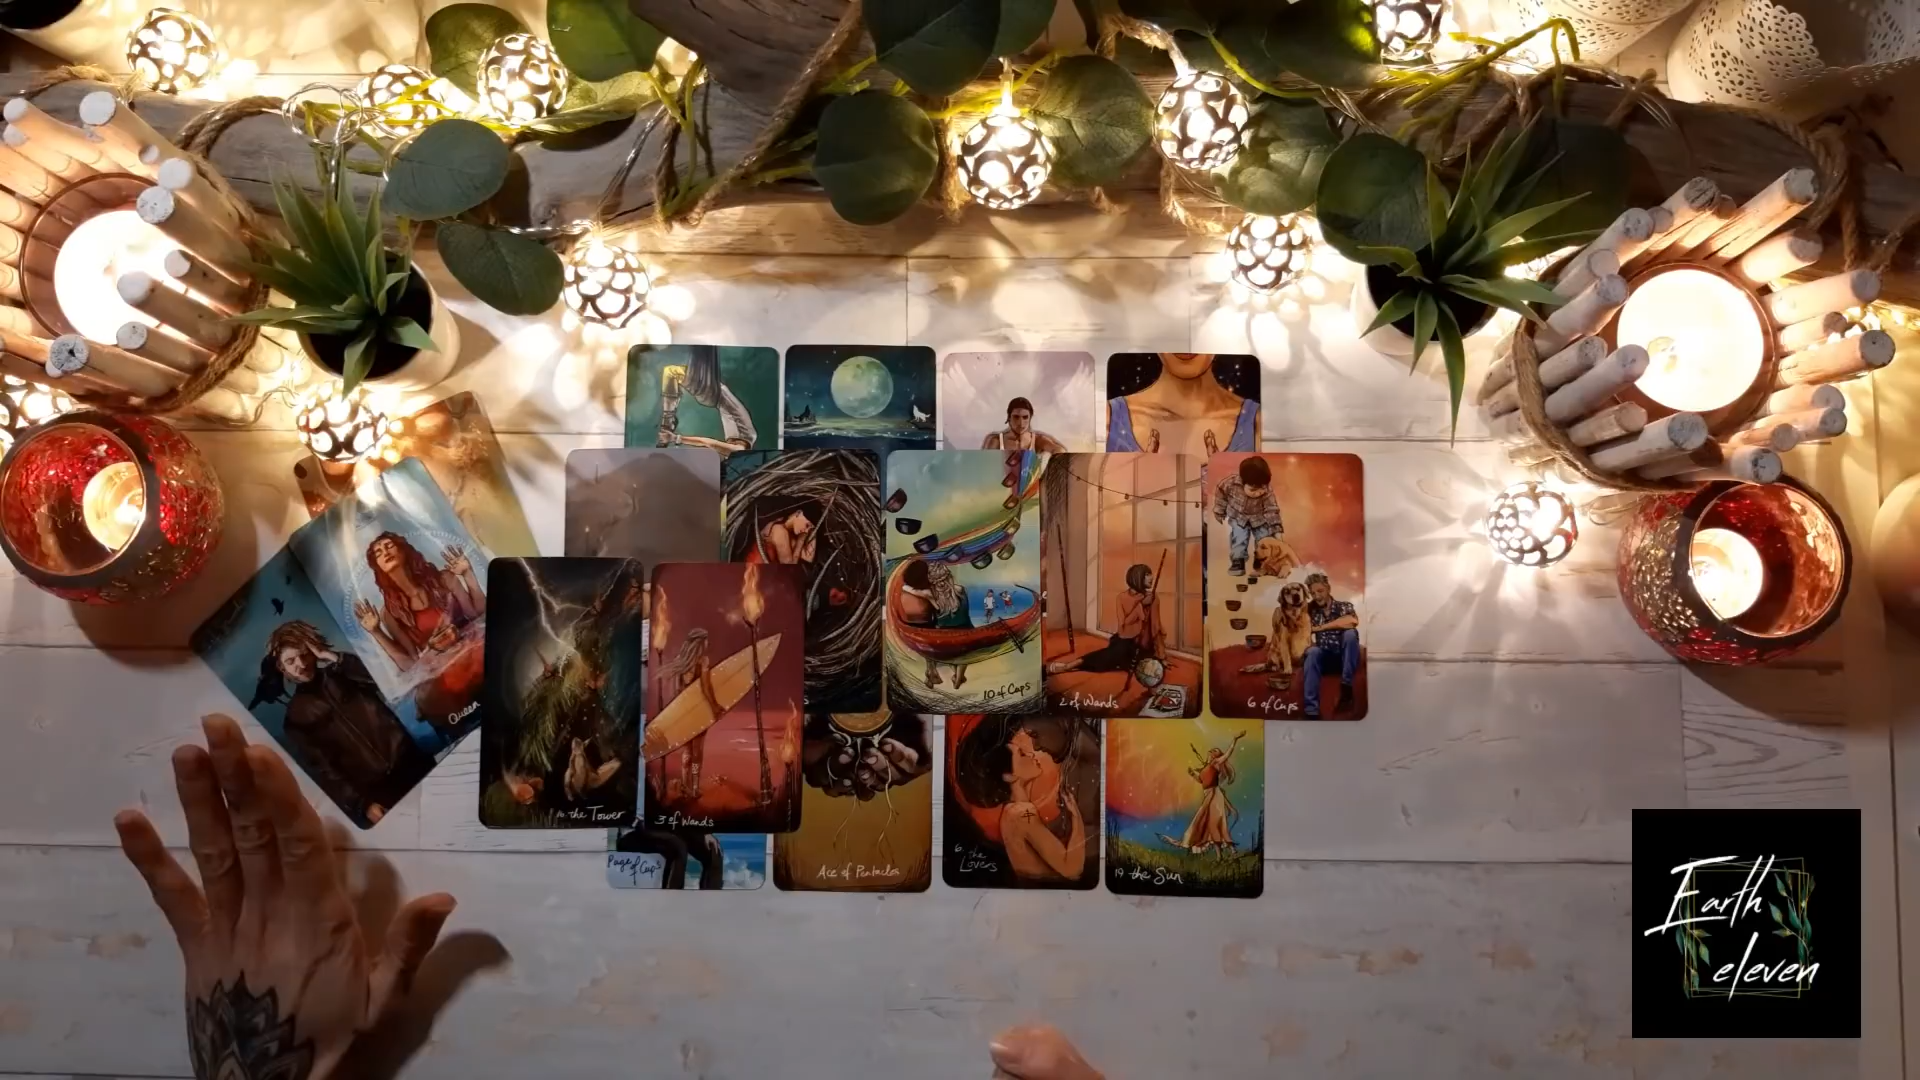 Queen
10 of Cups
2 of Wands
6 of Cups
16. the Tower
3 of Wands
Page of Cups
Ace of Pentacles
6. the
Lovers
19 the Sun
Earth
eleven